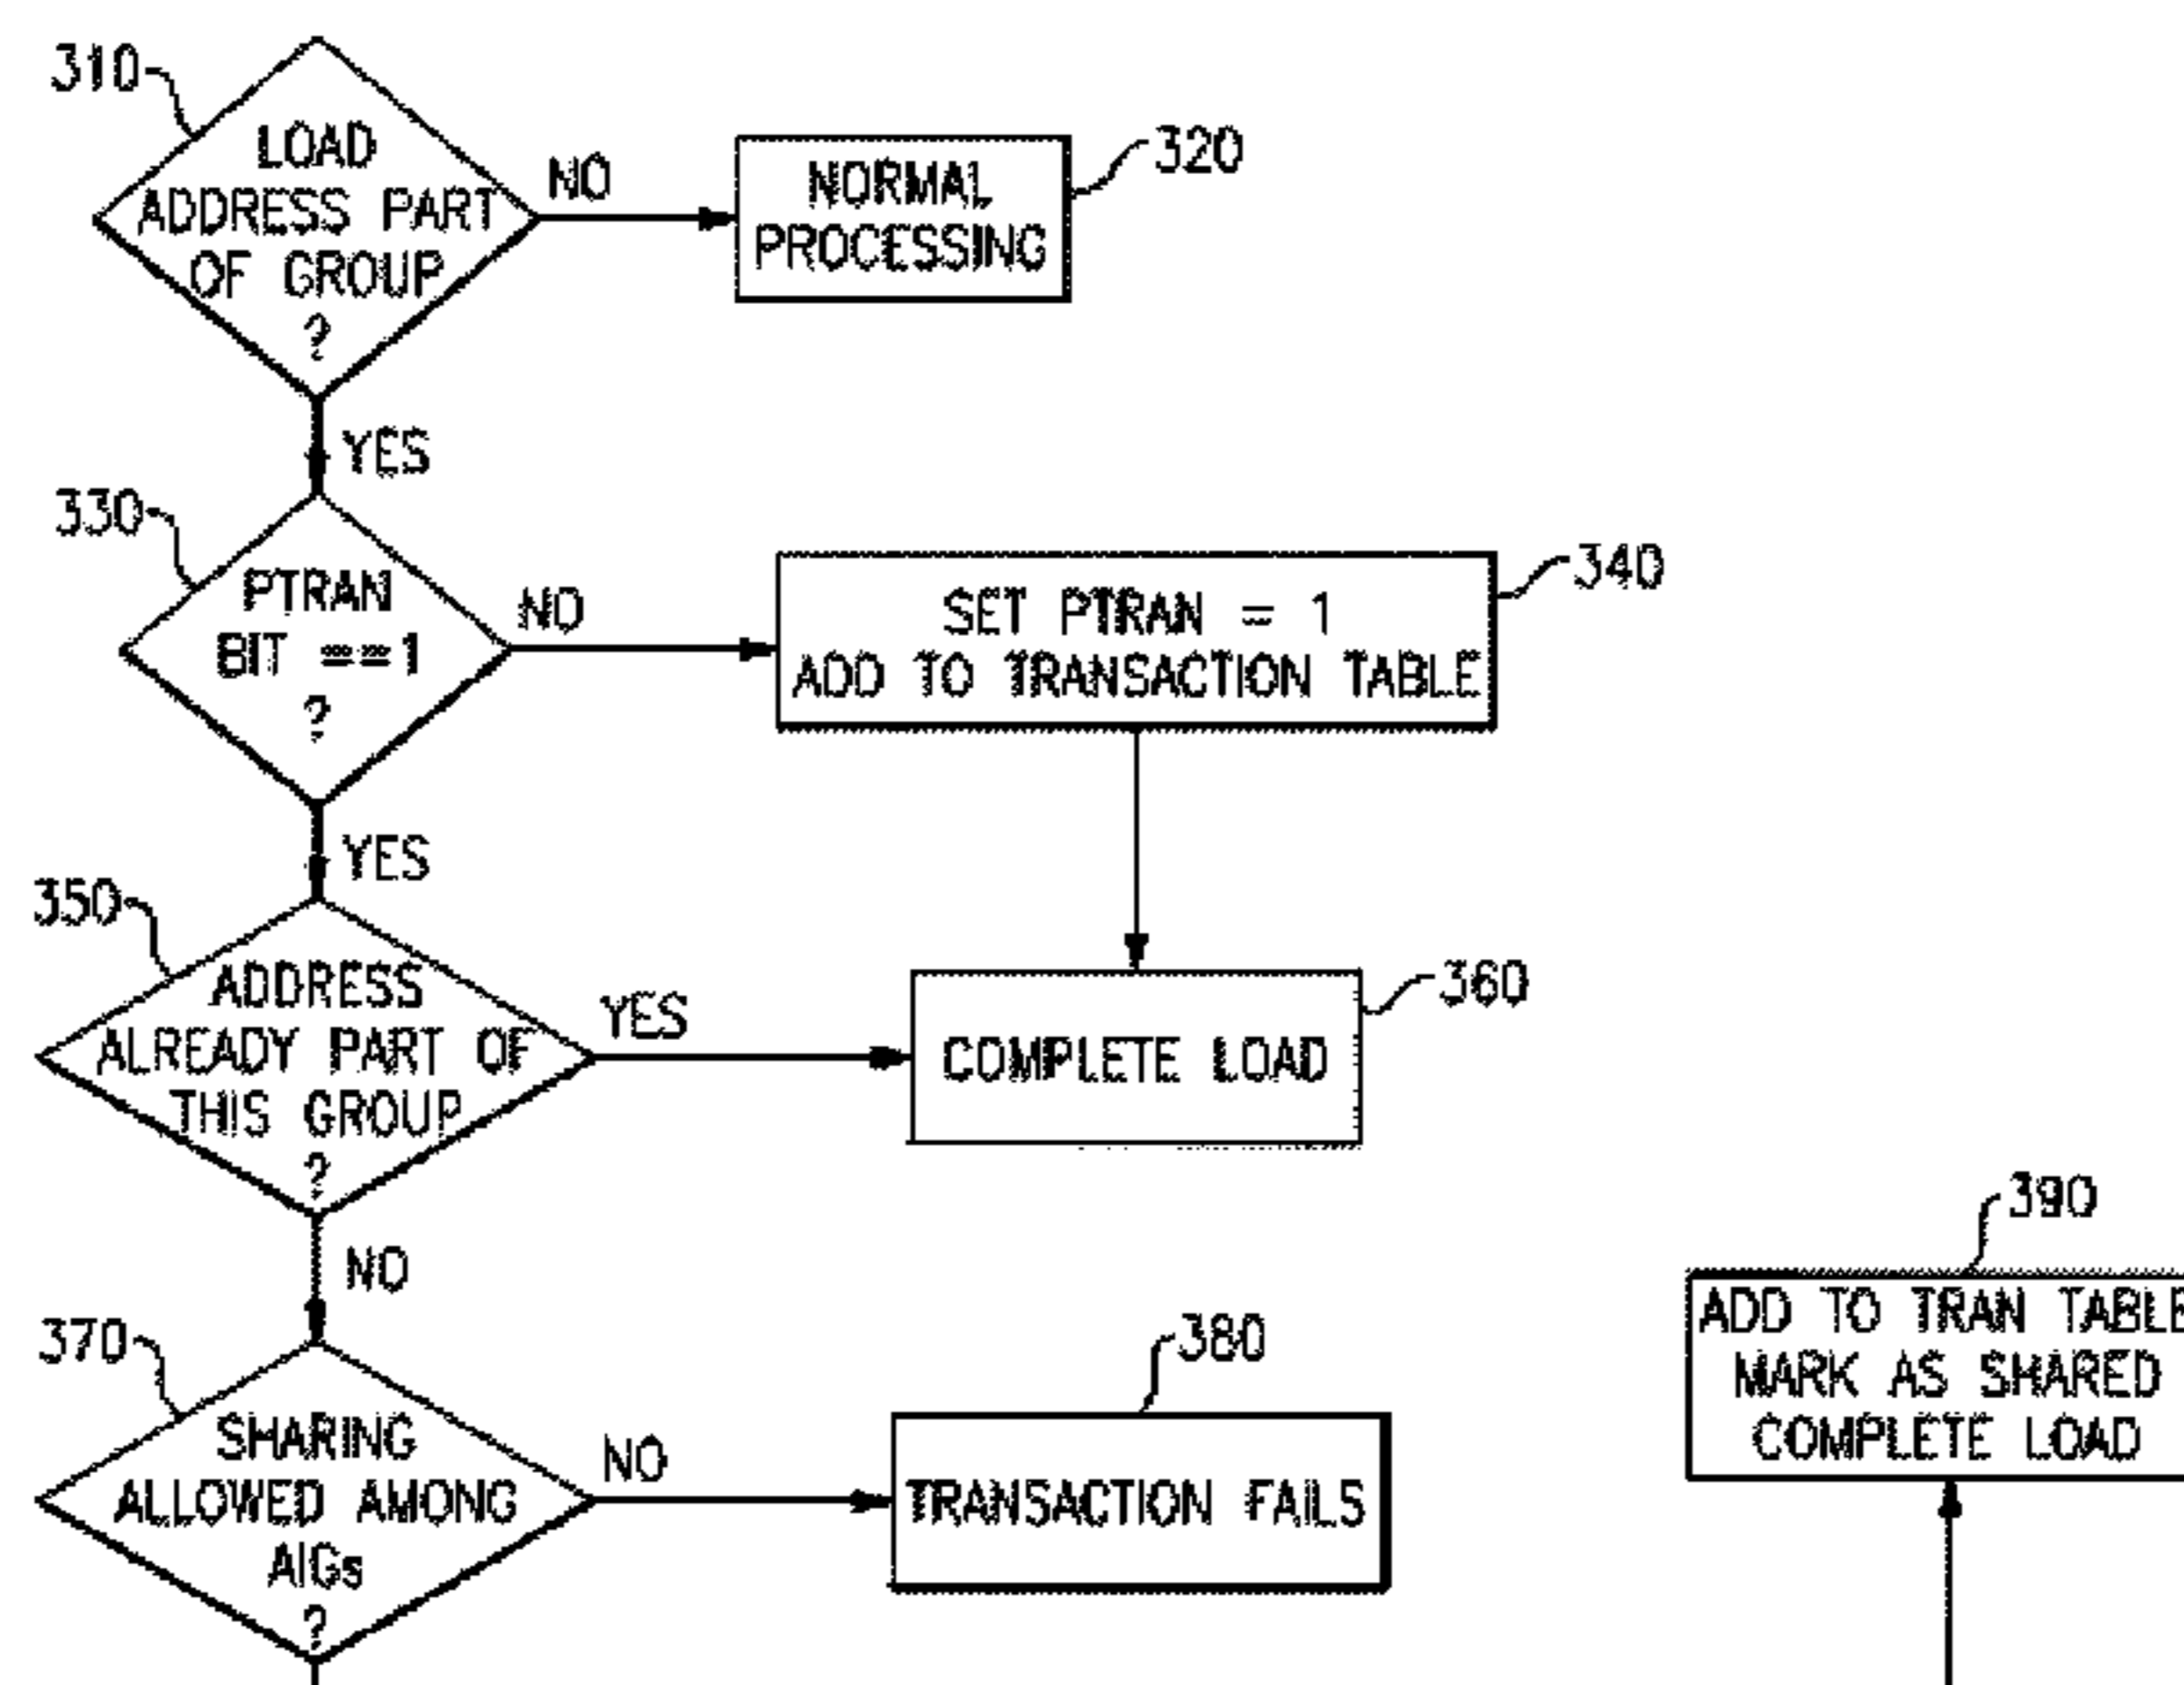 310
LOAD
ADDRESS PART
OF GROUP
?
NO
NORMAL
PROCESSING
320
YES
330
PTRAN
BIT ==1
?
NO
SET PTRAN = 1
ADD TO TRANSACTION TABLE
340
YES
350
ADDRESS
ALREADY PART OF
THIS GROUP
?
YES
COMPLETE LOAD
360
NO
370
SHARING
ALLOWED AMONG
AIGs
?
NO
TRANSACTION FAILS
380
390
ADD TO TRAN TABLE
MARK AS SHARED
COMPLETE LOAD